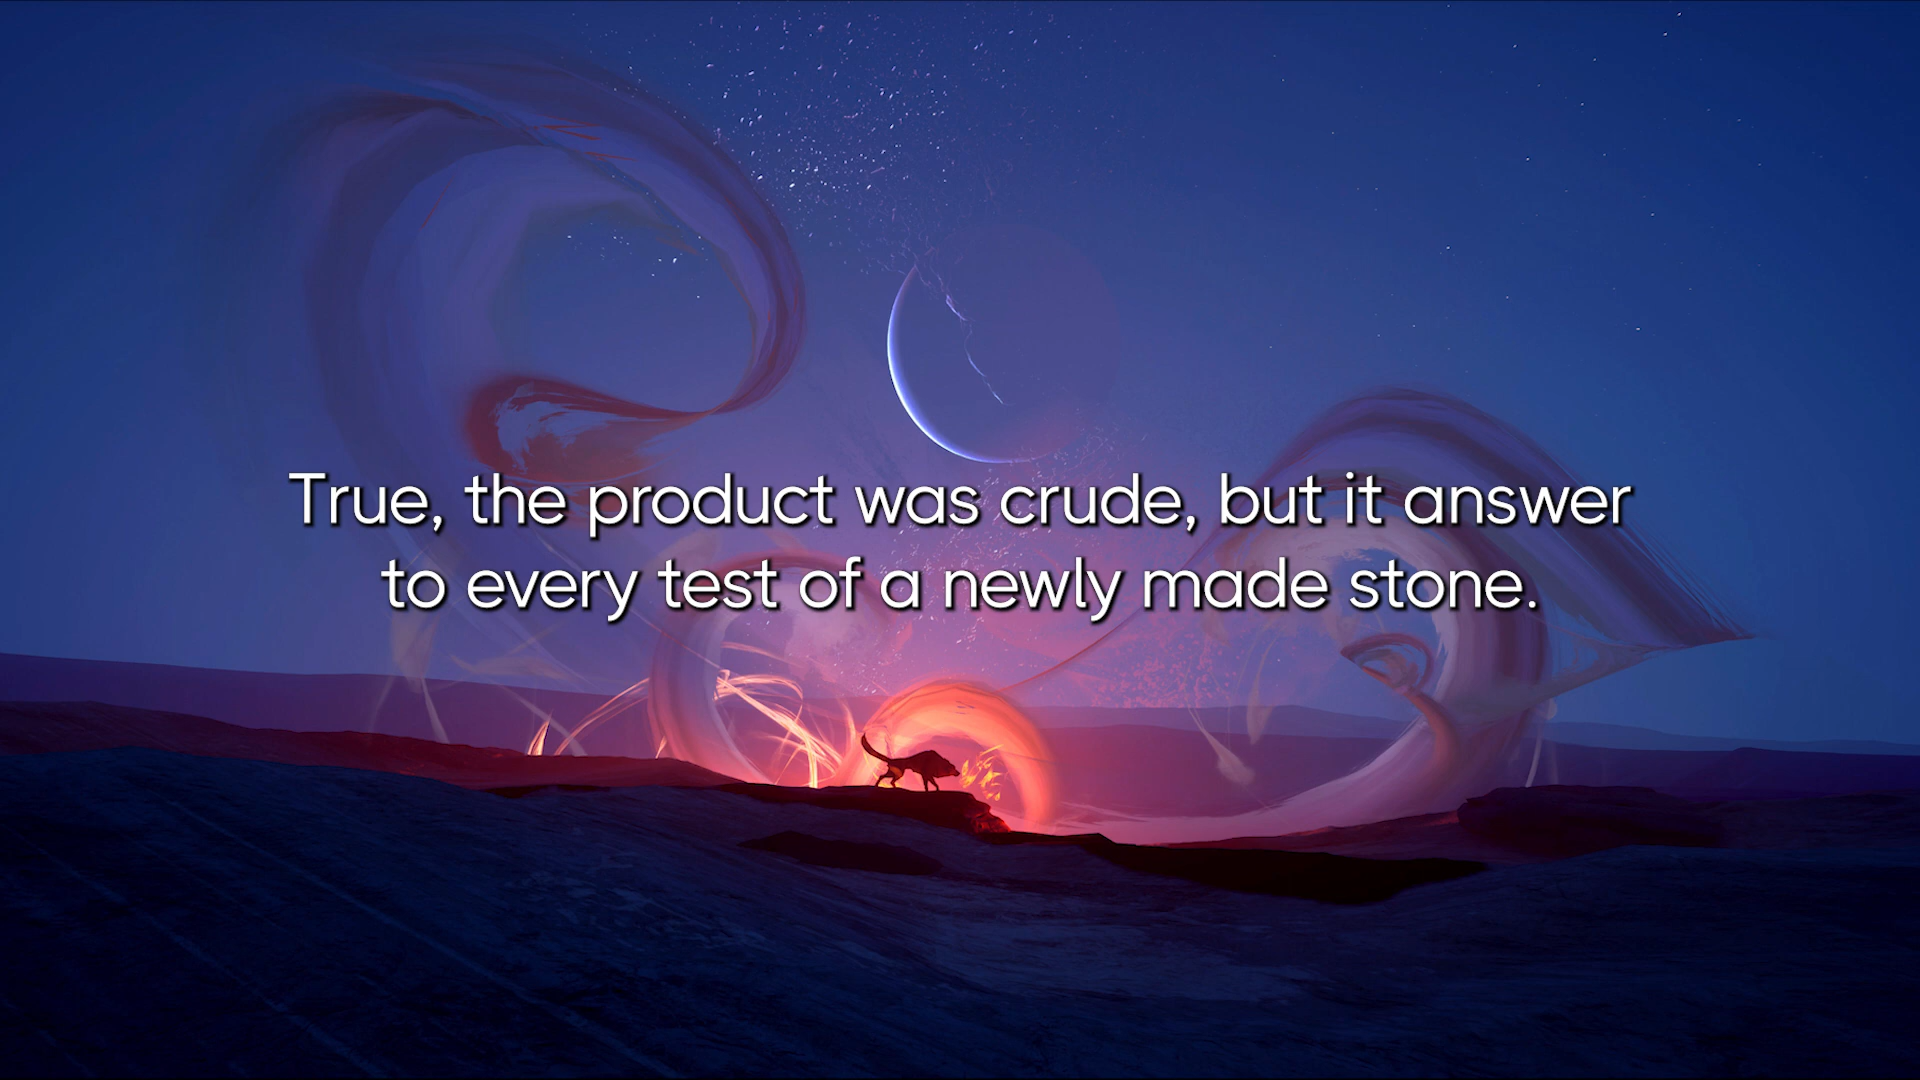 True, the product was crude, but it answer
to every test of a newly made stone.